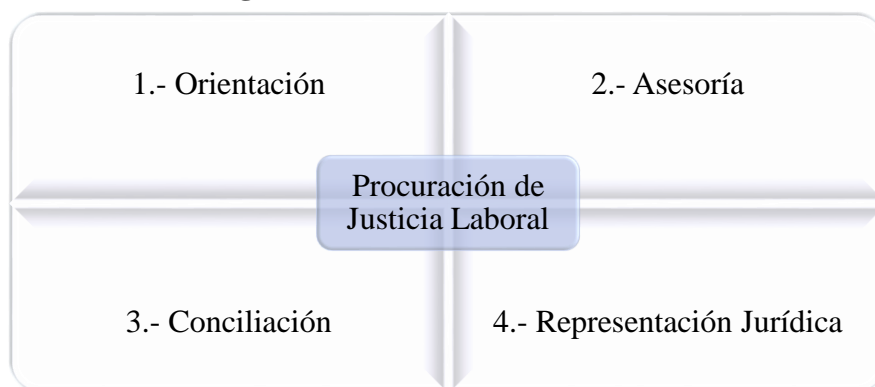 1.- Orientación
2.- Asesoría
Procuración de
Justicia Laboral
3.- Conciliación
4.- Representación Jurídica